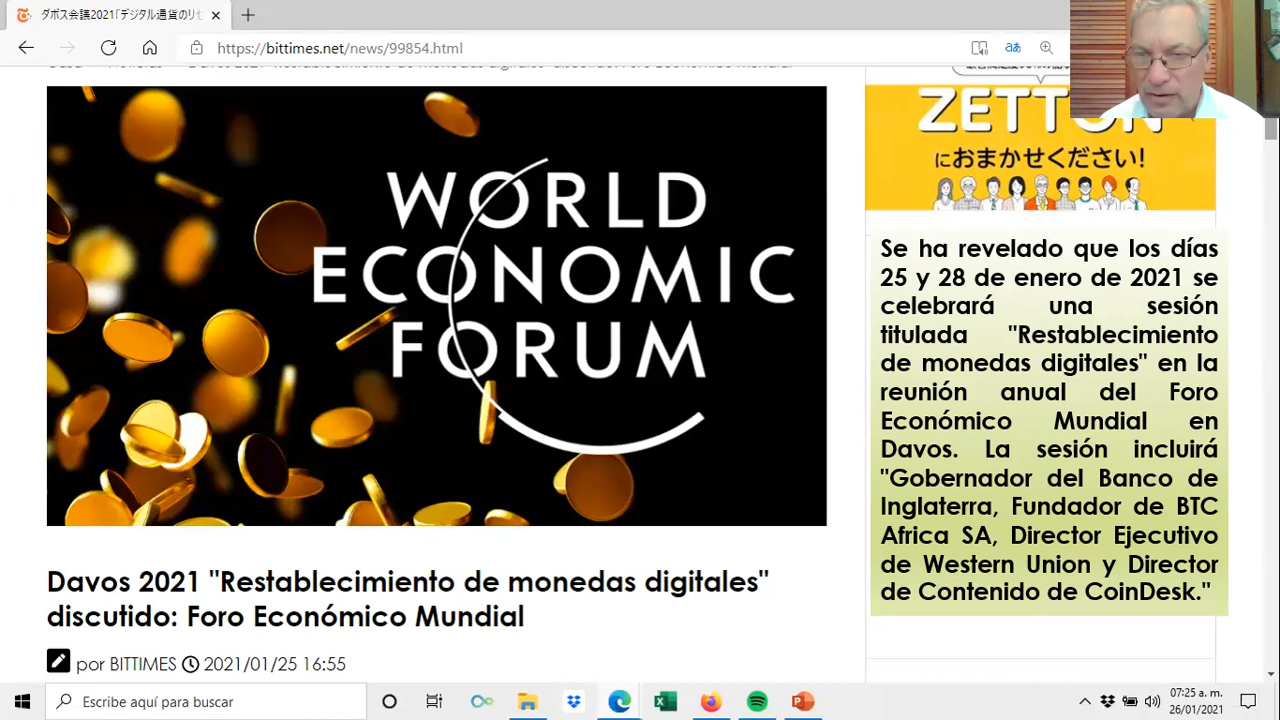 ダボス会議2021「デジタル通貨のリセ
https://bittimes.net/news/99854.html
ああ
ZETTON
におまかせください!
WORLD
ECONOMIC
FORUM
Se ha revelado que los días
25 y 28 de enero de 2021 se
celebrará una sesión
titulada "Restablecimiento
de monedas digitales" en la
reunión anual del Foro
Económico Mundial en
Davos. La sesión incluirá
"Gobernador del Banco de
Inglaterra, Fundador de BTC
Africa SA, Director Ejecutivo
de Western Union y Director
de Contenido de CoinDesk."
Davos 2021 "Restablecimiento de monedas digitales"
discutido: Foro Económico Mundial
por BITTIMES 2021/01/25 16:55
Escribe aquí para buscar
07:25 a. m.
26/01/2021